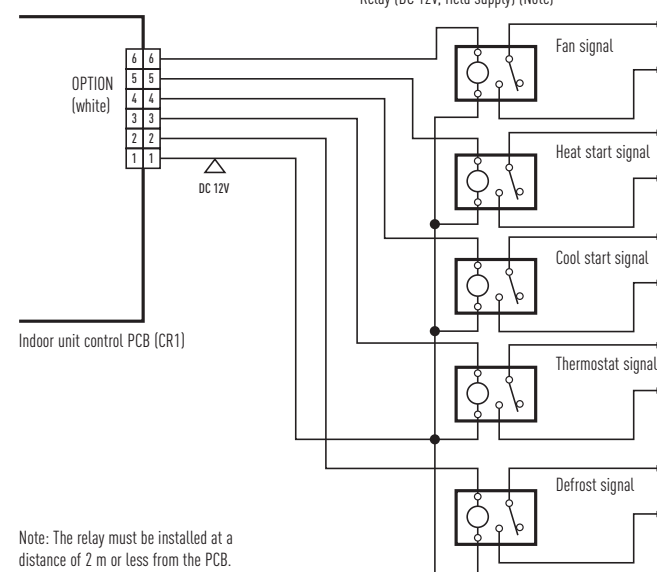 Relay (DC 12V, field supply) (Note)
Fan signal
6 6
OPTION
(white)
5 5
4 4
3 3
2 2
1 1
DC 12V
Heat start signal
Cool start signal
Indoor unit control PCB (CR1)
Thermostat signal
Defrost signal
Note: The relay must be installed at a
distance of 2 m or less from the PCB.